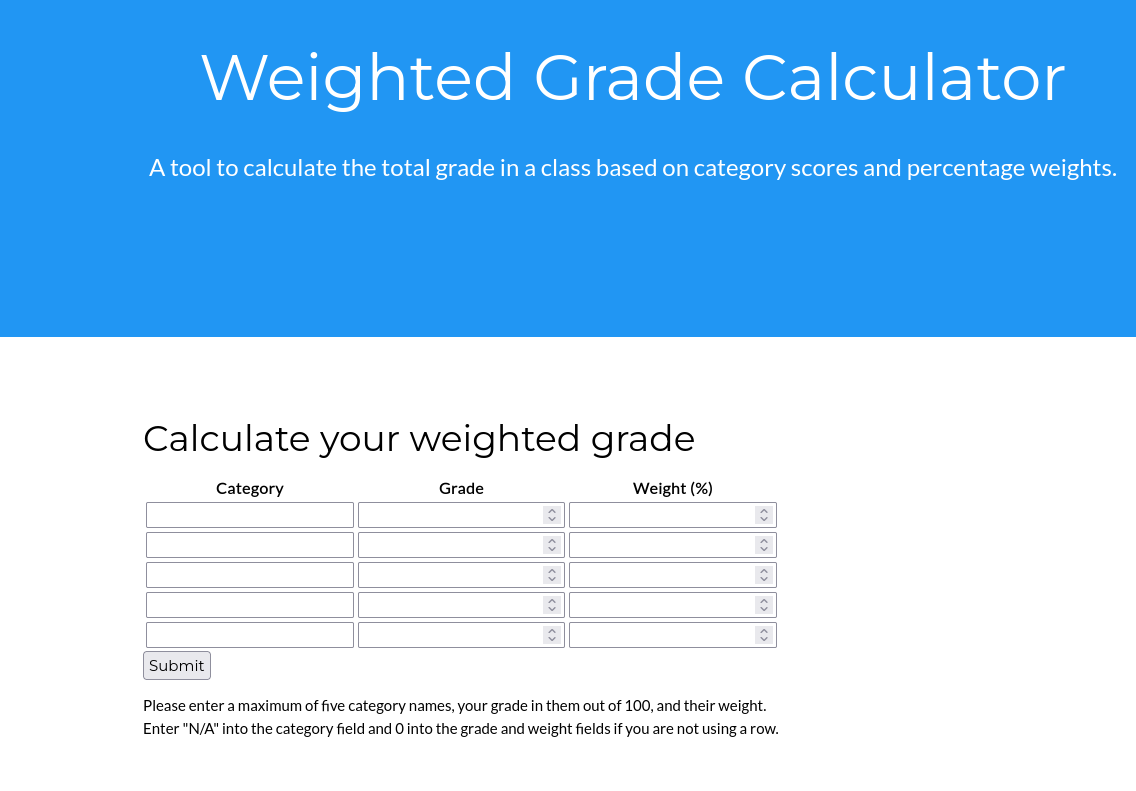 Weighted Grade Calculator
A tool to calculate the total grade in a class based on category scores and percentage weights.
Calculate your weighted grade
Category Grade Weight (%)
Submit
Please enter a maximum of five category names, your grade in them out of 100, and their weight.
Enter "N/A" into the category field and 0 into the grade and weight fields if you are not using a row.